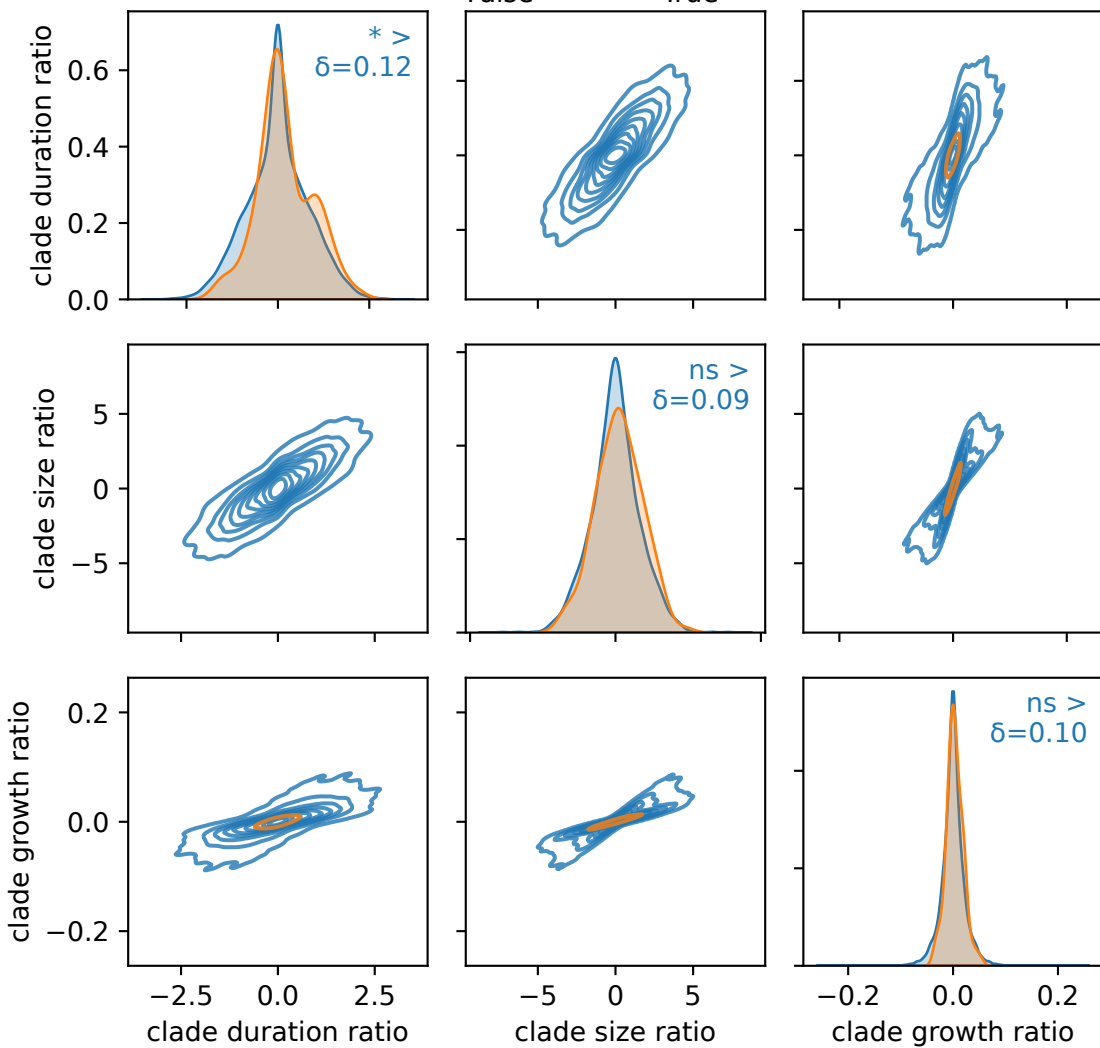 True
clade duration ratio
0.6
0.4
0.2
0.0
* >
δ=0.12
clade size ratio
5
0
−5
ns >
δ=0.09
clade growth ratio
0.2
0.0
−0.2
ns >
δ=0.10
−2.5 0.0 2.5
clade duration ratio
−5 0 5
clade size ratio
−0.2 0.0 0.2
clade growth ratio